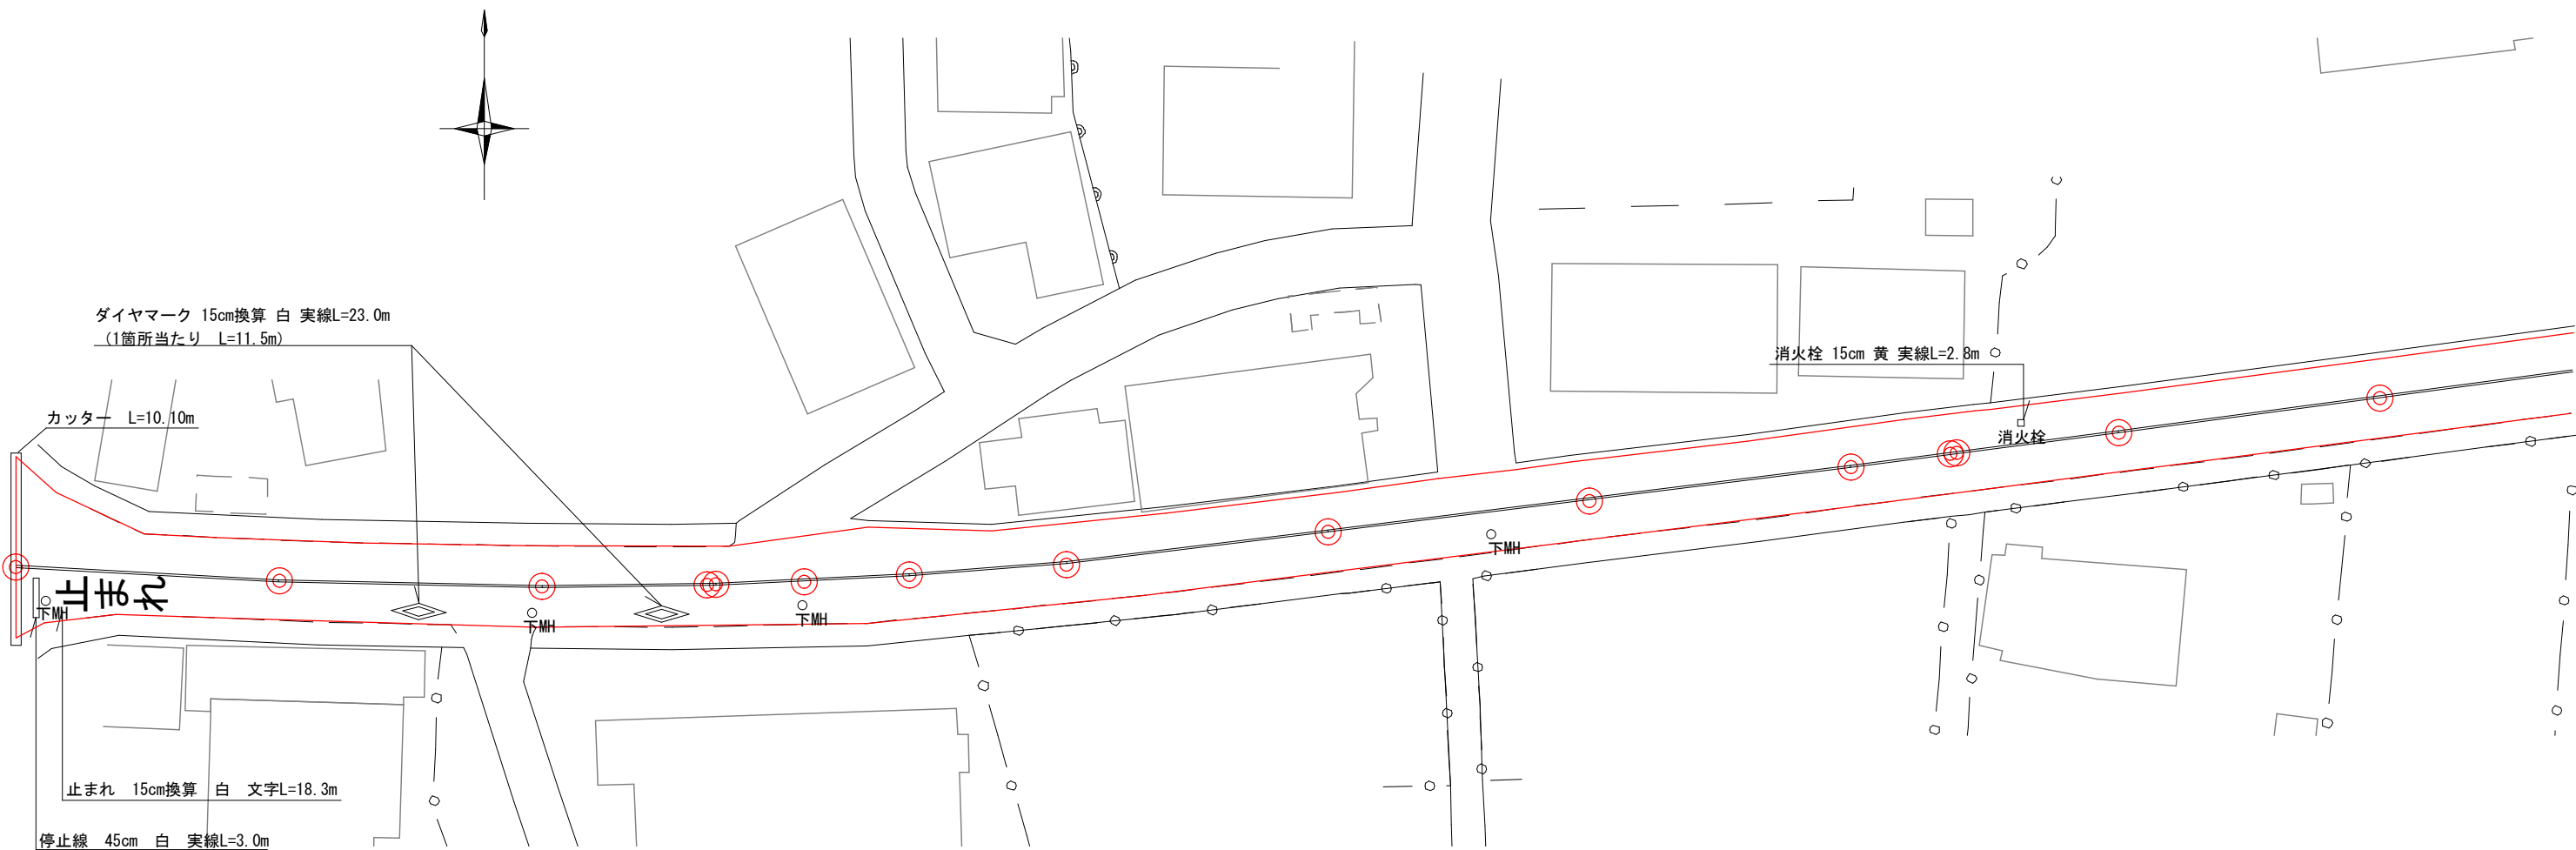 ダイヤマーク 15cm換算 白 実線L=23.0m
(1箇所当たり L=11.5m)
消火栓 15cm 黄 実線L=2.8m
カッター L=10.10m
消火栓
下MH
止まれ
下MH
下MH
下MH
止まれ 15cm換算 白 文字L=18.3m
停止線 45cm 白 実線L=3.0m